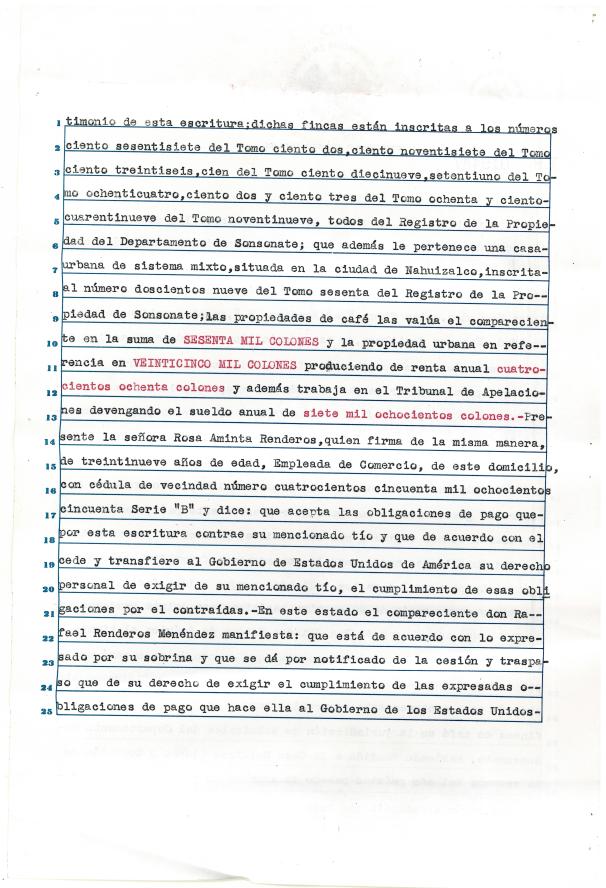 1 timonio de esta escritura;dichas fincas están inscritas a los números
2 ciento sesentisiete del Tomo ciento dos,ciento noventisiete del Tomo
3 ciento treintiseis,cien del Tomo ciento diecinueve,setentiuno del To-
4 mo ochenticuatro,ciento dos y ciento tres del Tomo ochenta y ciento-
5 cuarentinueve del Tomo noventinueve, todos del Registro de la Propie-
6 dad del Departamento de Sonsonate; que además le pertenece una casa-
7 urbana de sistema mixto,situada en la ciudad de Nahuizalco,inscrita-
8 al número doscientos nueve del Tomo sesenta del Registro de la Pro--
9 piedad de Sonsonate;las propiedades de café las valúa el comparecien-
10 te en la suma de SESENTA MIL COLONES y la propiedad urbana en refe--
11 rencia en VEINTICINCO MIL COLONES produciendo de renta anual cuatro-
12 cientos ochenta colones y además trabaja en el Tribunal de Apelacio-
13 nes devengando el sueldo anual de siete mil ochocientos colones.-Pre-
14 sente la señora Rosa Aminta Renderos,quien firma de la misma manera,
15 de treintinueve años de edad, Empleada de Comercio, de este domicilio,
16 con cédula de vecindad número cuatrocientos cincuenta mil ochocientos
17 cincuenta Serie "B" y dice: que acepta las obligaciones de pago que-
18 por esta escritura contrae su mencionado tío y que de acuerdo con el
19 cede y transfiere al Gobierno de Estados Unidos de América su derecho
20 personal de exigir de su mencionado tío, el cumplimiento de esas obli
21 gaciones por el contraídas.-En este estado el compareciente don Ra--
22 fael Renderos Menéndez manifiesta: que está de acuerdo con lo expre-
23 sado por su sobrina y que se dá por notificado de la cesión y traspa-
24 so que de su derecho de exigir el cumplimiento de las expresadas o--
25 bligaciones de pago que hace ella al Gobierno de los Estados Unidos-